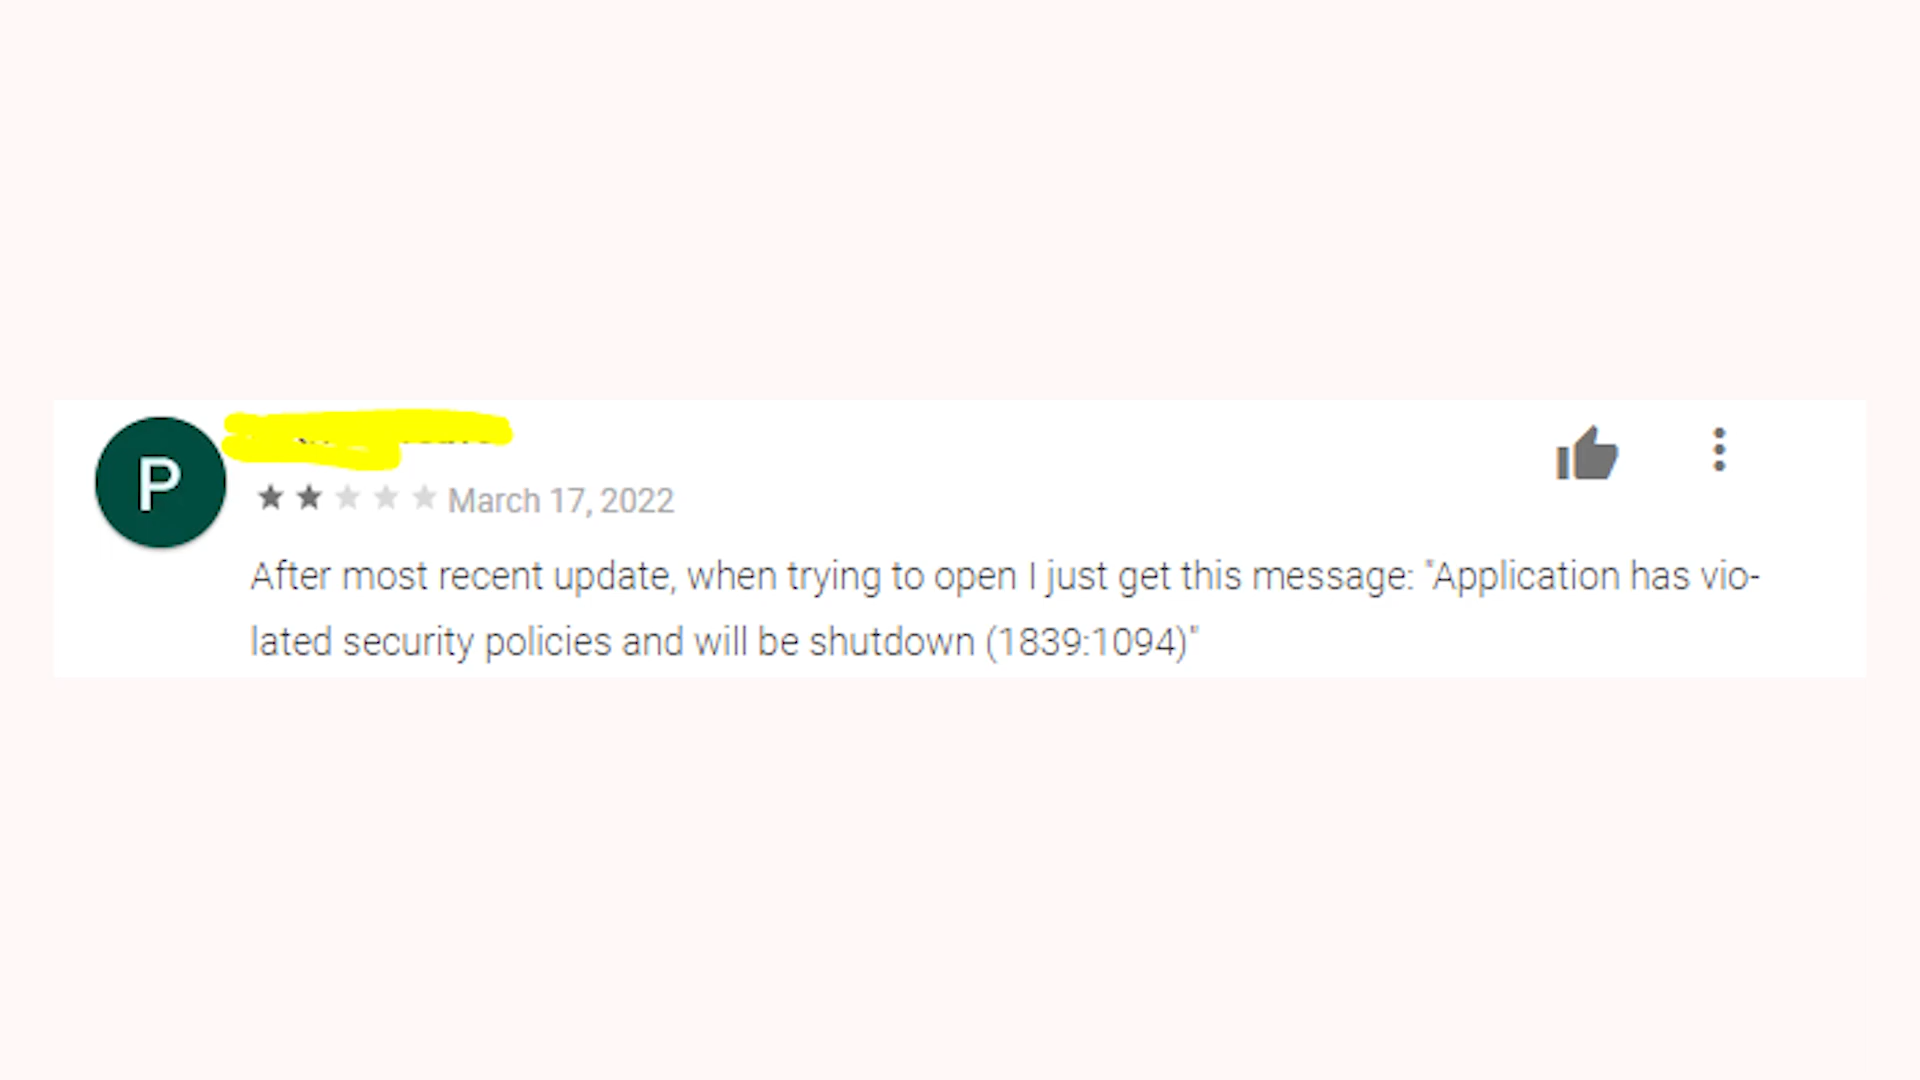 P
March 17, 2022
After most recent update, when trying to open I just get this message: "Application has vio-
lated security policies and will be shutdown (1839:1094)"